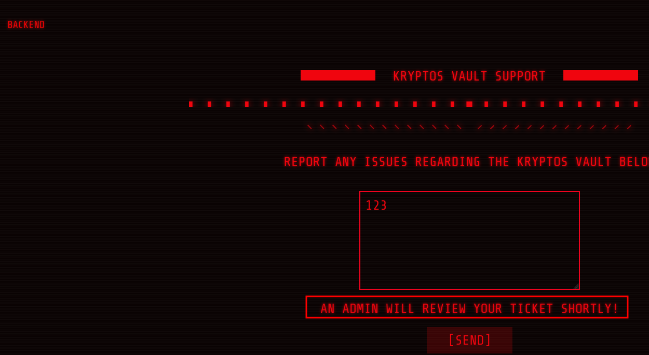 BACKEND
KRYPTOS VAULT SUPPORT
REPORT ANY ISSUES REGARDING THE KRYPTOS VAULT BELO
123
AN ADMIN WILL REVIEW YOUR TICKET SHORTLY!
[SEND]